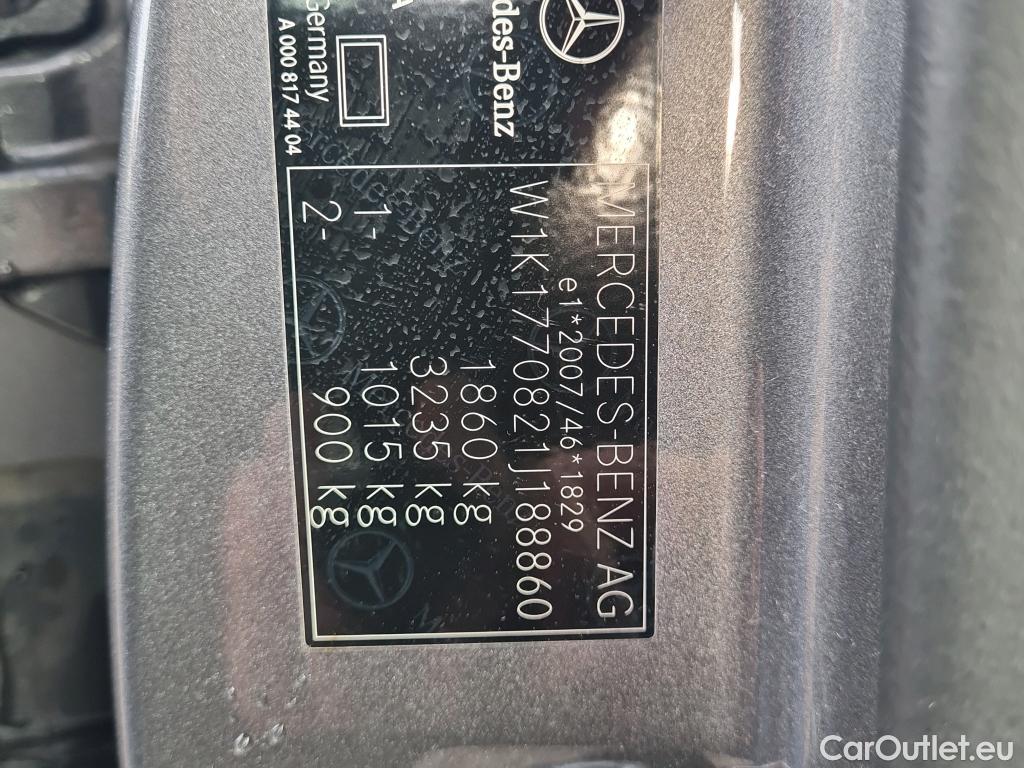 des-Benz
A
Germany
A 000 817 44 04
MERCEDES-BENZ AG
e1*2007/46*1829
W1K1770821J188860
1860 kg
3235 kg
1- 1015 kg
2- 900 kg
CarOutlet.eu